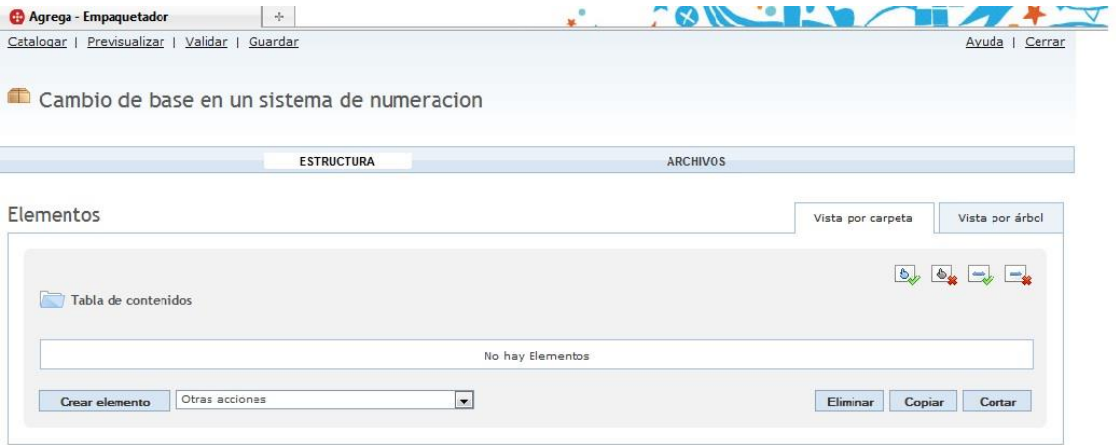 Agrega - Empaquetador
Catalogar | Previsualizar | Validar | Guardar
Ayuda | Cerrar
Cambio de base en un sistema de numeracion
ESTRUCTURA
ARCHIVOS
Elementos
Vista por carpeta
Vista por árbol
Tabla de contenidos
No hay Elementos
Crear elemento
Otras acciones
Eliminar
Copiar
Cortar